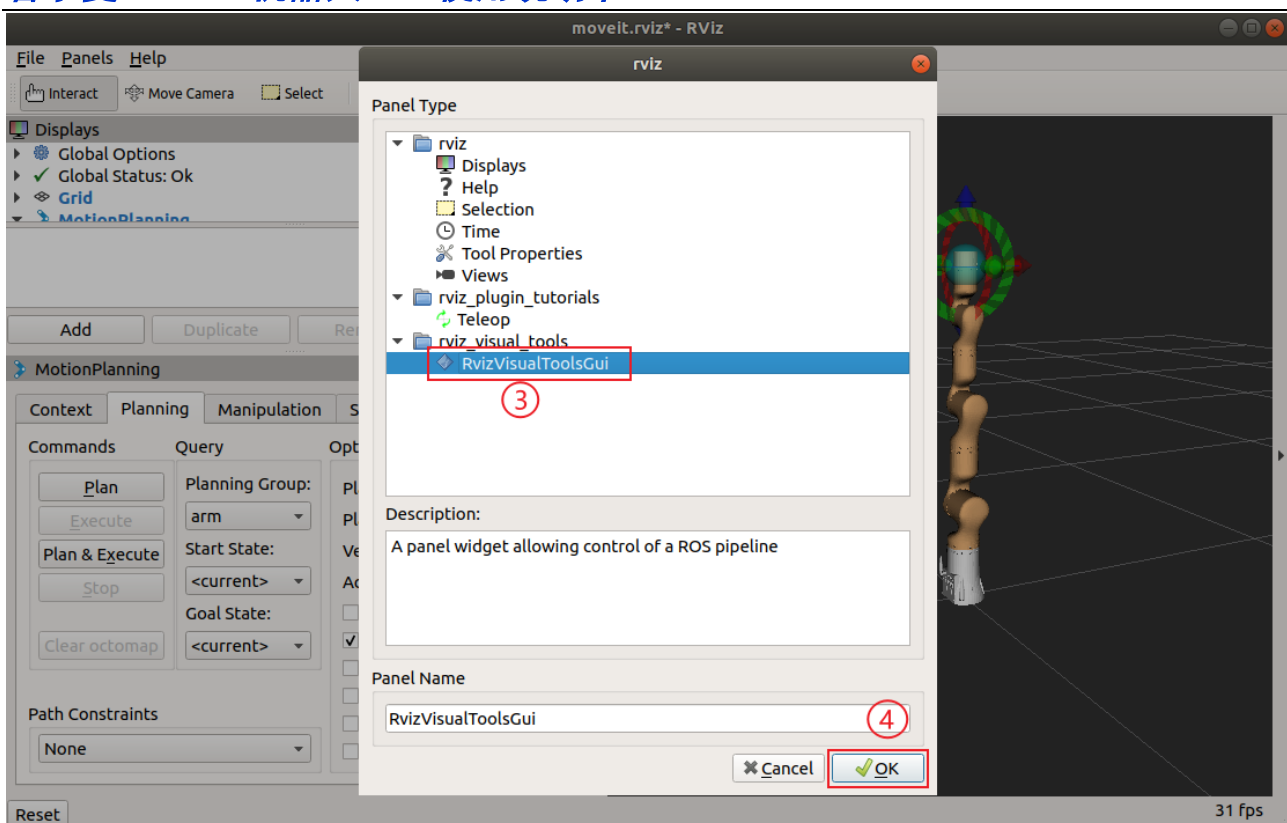 moveit.rviz* - RViz
File Panels Help
rviz
Interact Move Camera Select
Panel Type
Displays
Global Options
Global Status: Ok
Grid
MotionPlanning
rviz
Displays
? Help
Selection
Time
Tool Properties
Views
rviz_plugin_tutorials
Teleop
rviz_visual_tools
RvizVisualToolsGui
③
Add Duplicate
MotionPlanning
Context Planning Manipulation
Commands Query
Plan
Execute
Plan & Execute
Stop
Clear octomap
Planning Group:
arm
Start State:
<current>
Goal State:
<current>
Path Constraints
None
Description:
A panel widget allowing control of a ROS pipeline
Panel Name
RvizVisualToolsGui
④
Cancel OK
Reset
31 fps